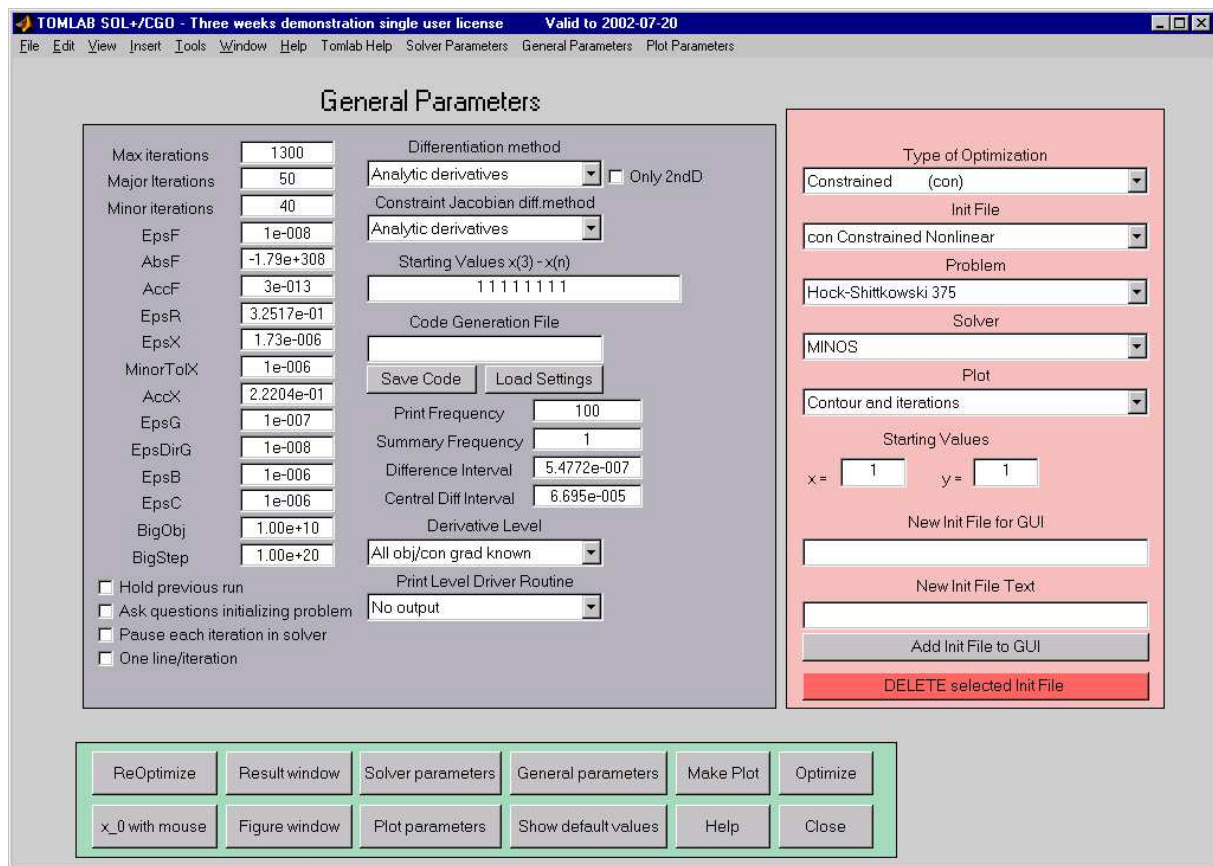 TOMLAB SOL+/CGO - Three weeks demonstration single user license Valid to 2002-07-20
File Edit View Insert Tools Window Help Tomlab Help Solver Parameters General Parameters Plot Parameters
General Parameters
Max iterations 1300
Major Iterations 50
Minor iterations 40
EpsF 1e-008
AbsF -1.79e+308
AccF 3e-013
EpsR 3.2517e-01
EpsX 1.73e-006
MinorTolX 1e-006
AccX 2.2204e-01
EpsG 1e-007
EpsDirG 1e-008
EpsB 1e-006
EpsC 1e-006
BigObj 1.00e+10
BigStep 1.00e+20
Hold previous run
Ask questions initializing problem
Pause each iteration in solver
One line/iteration
Differentiation method
Analytic derivatives Only 2ndD
Constraint Jacobian diff.method
Analytic derivatives
Starting Values x(3) - x(n)
1 1 1 1 1 1 1 1
Code Generation File
Save Code Load Settings
Print Frequency 100
Summary Frequency 1
Difference Interval 5.4772e-007
Central Diff Interval 6.695e-005
Derivative Level
All obj/con grad known
Print Level Driver Routine
No output
Type of Optimization
Constrained (con)
Init File
con Constrained Nonlinear
Problem
Hock-Shittkowski 375
Solver
MINOS
Plot
Contour and iterations
Starting Values
x = 1 y = 1
New Init File for GUI
New Init File Text
Add Init File to GUI
DELETE selected Init File
ReOptimize Result window Solver parameters General parameters Make Plot Optimize
x_0 with mouse Figure window Plot parameters Show default values Help Close